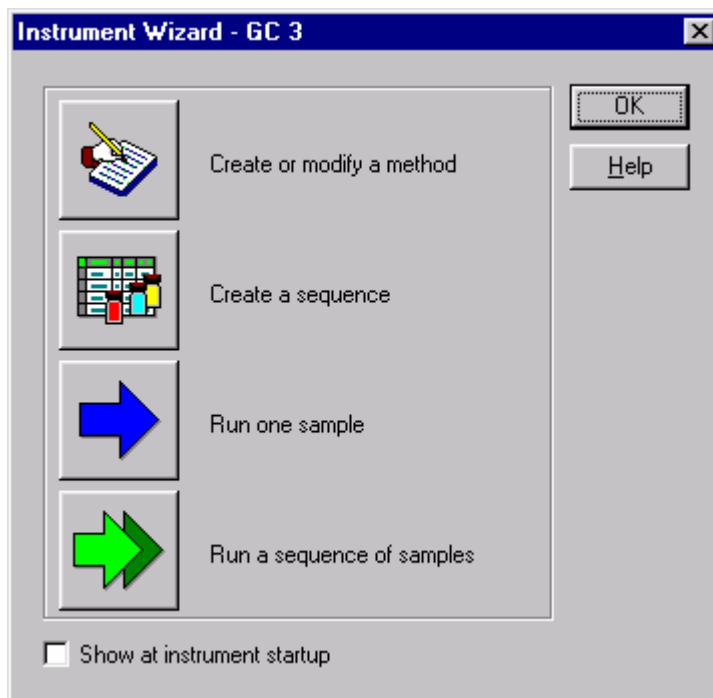 Instrument Wizard - GC 3
OK
Create or modify a method
Help
Create a sequence
Run one sample
Run a sequence of samples
Show at instrument startup